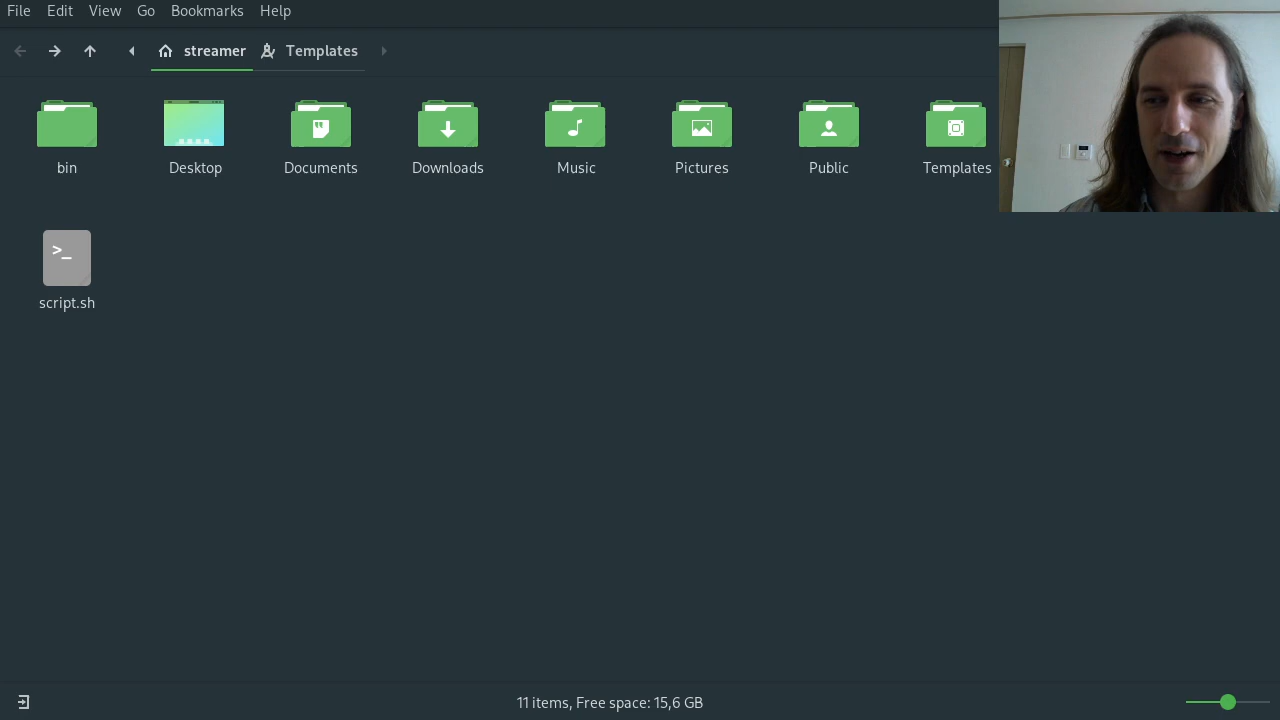 File Edit View Go Bookmarks Help
streamer Templates
bin Desktop Documents Downloads Music Pictures Public Templates
>_
script.sh
11 items, Free space: 15,6 GB